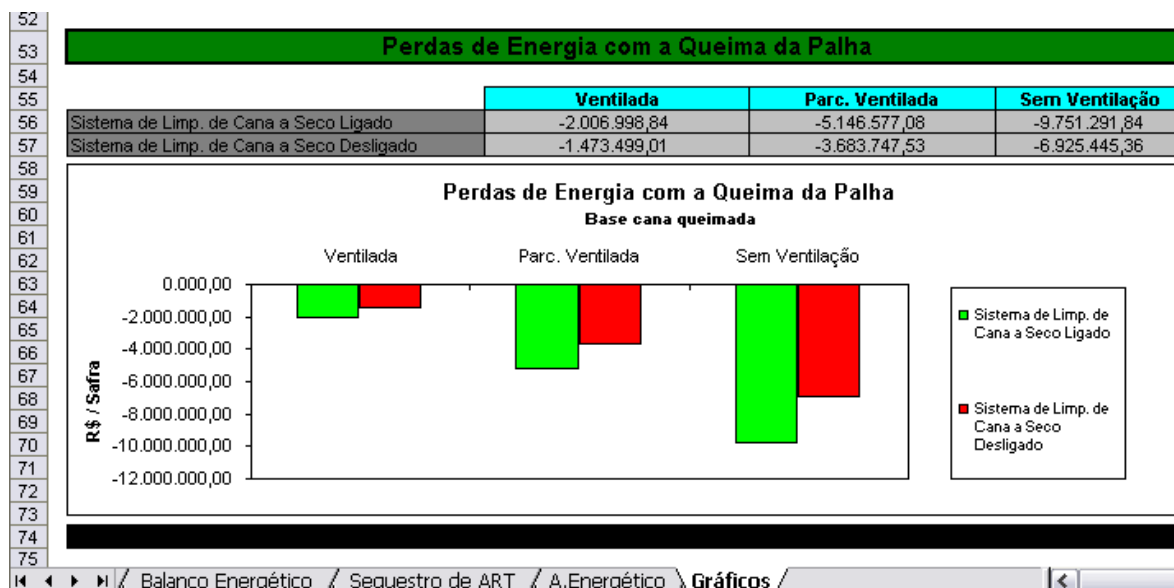 52
53 Perdas de Energia com a Queima da Palha
54
55 Ventilada Parc. Ventilada Sem Ventilação
56 Sistema de Limp. de Cana a Seco Ligado -2.006.998,84 -5.146.577,08 -9.751.291,84
57 Sistema de Limp. de Cana a Seco Desligado -1.473.499,01 -3.683.747,53 -6.925.445,36
58
59 Perdas de Energia com a Queima da Palha
60 Base cana queimada
61
62 Ventilada Parc. Ventilada Sem Ventilação
63 0.000,00
64 -2.000.000,00 Sistema de Limp. de
65 Cana a Seco Ligado
66 -4.000.000,00
67 -6.000.000,00
68 -8.000.000,00 Sistema de Limp. de
69 Cana a Seco
70 -10.000.000,00 Desligado
71
72 -12.000.000,00
R$ / Safra
73
74
75
Balanço Energético Sequestro de ART A.Energético Gráficos